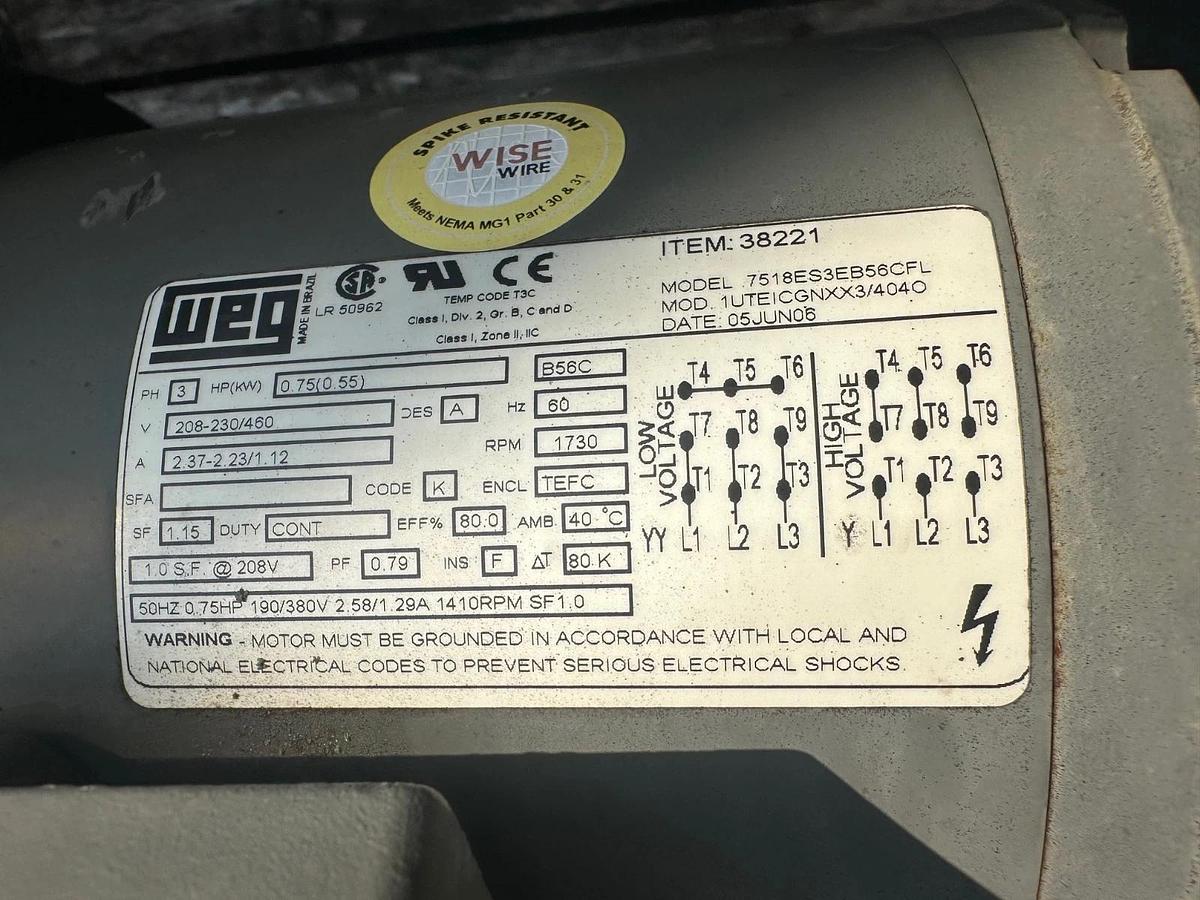 SPIKE RESISTANT
WISE
WIRE
Meets NEMA MG1 Part 30 & 31
weg
MADE IN BRAZIL
LR 50962
TEMP CODE T3C
Class I, Div. 2, Gr. B, C and D
Class I, Zone II, IIC
ITEM: 38221
MODEL .7518ES3EB56CFL
MOD. 1UTEICGNXX3/4040
DATE: 05JUN06
PH 3 HP(KW) 0.75(0.55) B56C
V 208-230/460 DES A Hz 60
A 2.37-2.23/1.12 RPM 1730
SFA CODE K ENCL TEFC
SF 1.15 DUTY CONT EFF% 80.0 AMB. 40 °C
1.0 S.F. @ 208V PF 0.79 INS F ΔT 80 K
50HZ 0.75HP 190/380V 2.58/1.29A 1410RPM SF1.0
WARNING - MOTOR MUST BE GROUNDED IN ACCORDANCE WITH LOCAL AND
NATIONAL ELECTRICAL CODES TO PREVENT SERIOUS ELECTRICAL SHOCKS.
LOW VOLTAGE
T4 T5 T6
T7 T8 T9
T1 T2 T3
YY L1 L2 L3
HIGH VOLTAGE
T4 T5 T6
T7 T8 T9
T1 T2 T3
Y L1 L2 L3